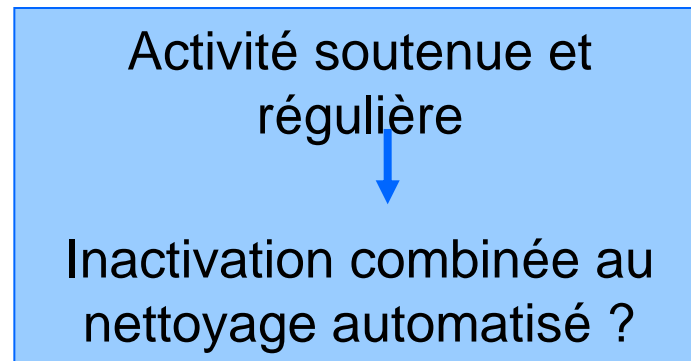 Activité soutenue et
régulière
Inactivation combinée au
nettoyage automatisé ?